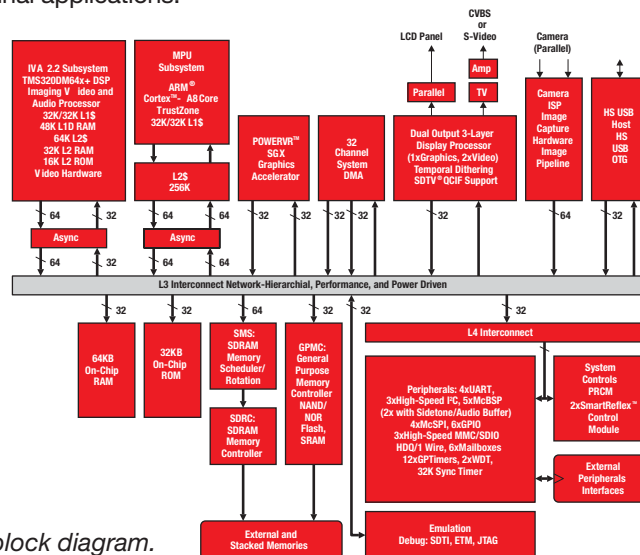 nal applications.
CVBS
or
S-Video
LCD Panel
Camera
(Parallel)
Amp
Parallel
TV
IVA 2.2 Subsystem
TMS320DM64x+ DSP
Imaging V ideo and
Audio Processor
32K/32K L1$
48K L1D RAM
64K L2$
32K L2 RAM
16K L2 ROM
Video Hardware
MPU
Subsystem
ARM®
Cortex™- A8 Core
TrustZone
32K/32K L1$
L2$
256K
POWERVR™
SGX
Graphics
Accelerator
32
Channel
System
DMA
Dual Output 3-Layer
Display Processor
(1xGraphics, 2xVideo)
Temporal Dithering
SDTV® QCIF Support
Camera
ISP
Image
Capture
Hardware
Image
Pipeline
HS USB
Host
HS
USB
OTG
64
32
64
64
32
32
32
32
64
32
Async
Async
64
32
64
64
L3 Interconnect Network-Hierarchial, Performance, and Power Driven
32
32
64
32
32
32
64KB
On-Chip
RAM
32KB
On-Chip
ROM
SMS:
SDRAM
Memory
Scheduler/
Rotation
SDRC:
SDRAM
Memory
Controller
GPMC:
General
Purpose
Memory
Controller
NAND/
NOR
Flash,
SRAM
L4 Interconnect
Peripherals: 4xUART,
3xHigh-Speed I²C, 5xMcBSP
(2x with Sidetone/Audio Buffer)
4xMcSPI, 6xGPIO
3xHigh-Speed MMC/SDIO
HDQ/1 Wire, 6xMailboxes
12xGPTimers, 2xWDT,
32K Sync Timer
System
Controls
PRCM
2xSmartReflex™
Control
Module
External
Peripherals
Interfaces
External and
Stacked Memories
Emulation
Debug: SDTI, ETM, JTAG
block diagram.